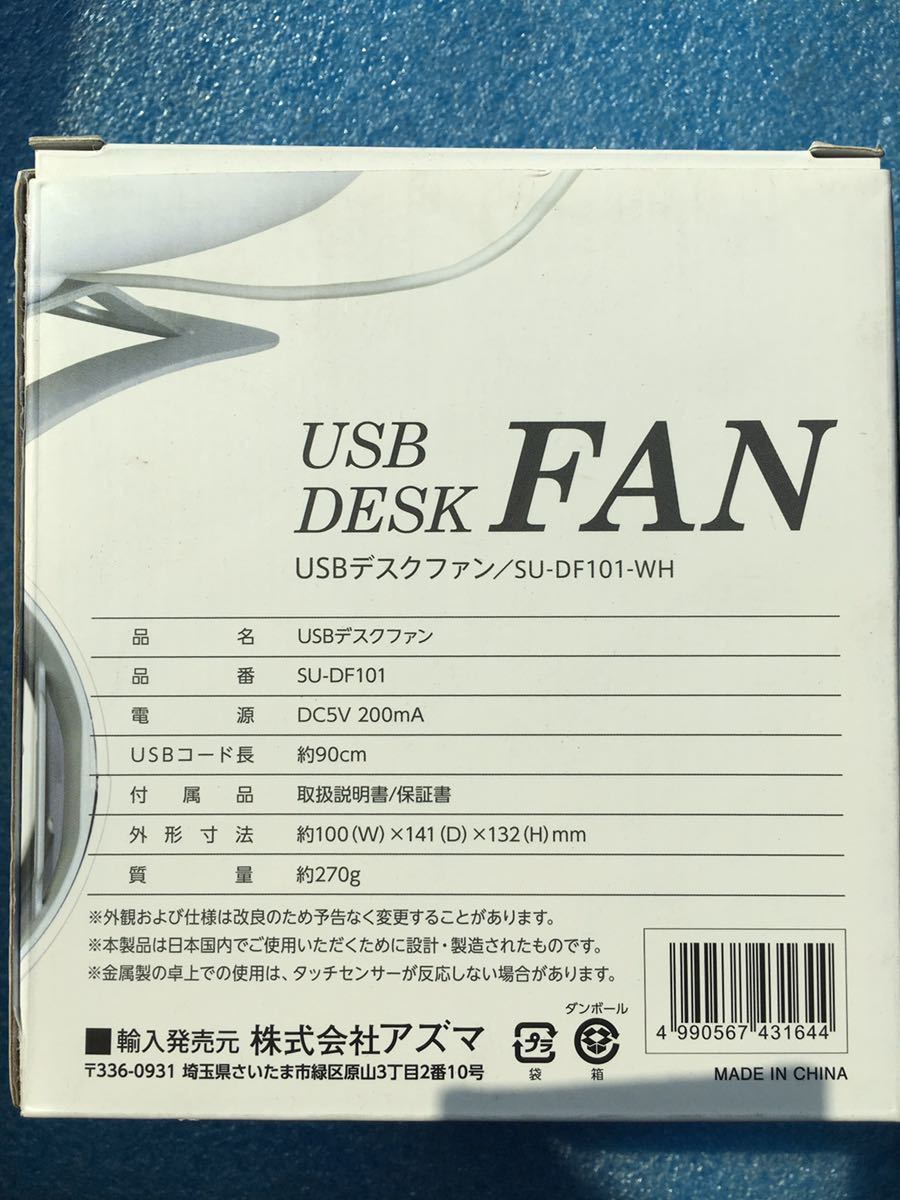 USB
DESK FAN
USBデスクファン/SU-DF101-WH
品名 USBデスクファン
品番 SU-DF101
電源 DC5V 200mA
USBコード長 約90cm
付属品 取扱説明書/保証書
外形寸法 約100(W)×141(D)×132(H)mm
質量 約270g
※外観および仕様は改良のため予告なく変更することがあります。
※本製品は日本国内でご使用いただくために設計・製造されたものです。
※金属製の卓上での使用は、タッチセンサーが反応しない場合があります。
■輸入発売元 株式会社アズマ
〒336-0931 埼玉県さいたま市緑区原山3丁目2番10号
プラ
袋
ダンボール
箱
4 990567 431644
MADE IN CHINA